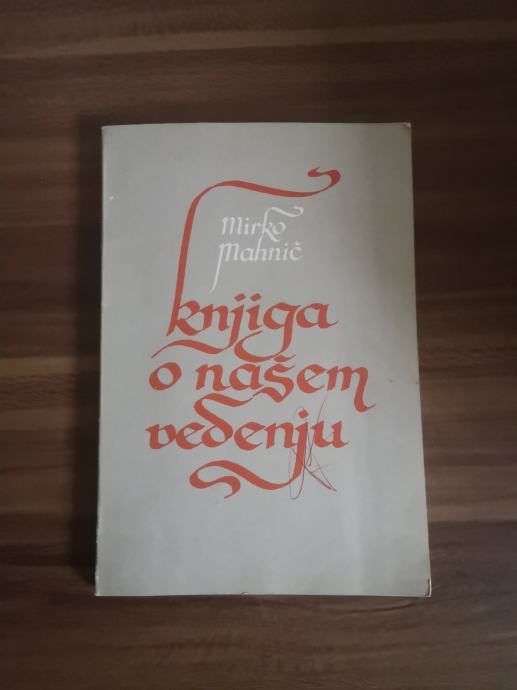 Mirko
Mahnič
knjiga
o našem
vedenju